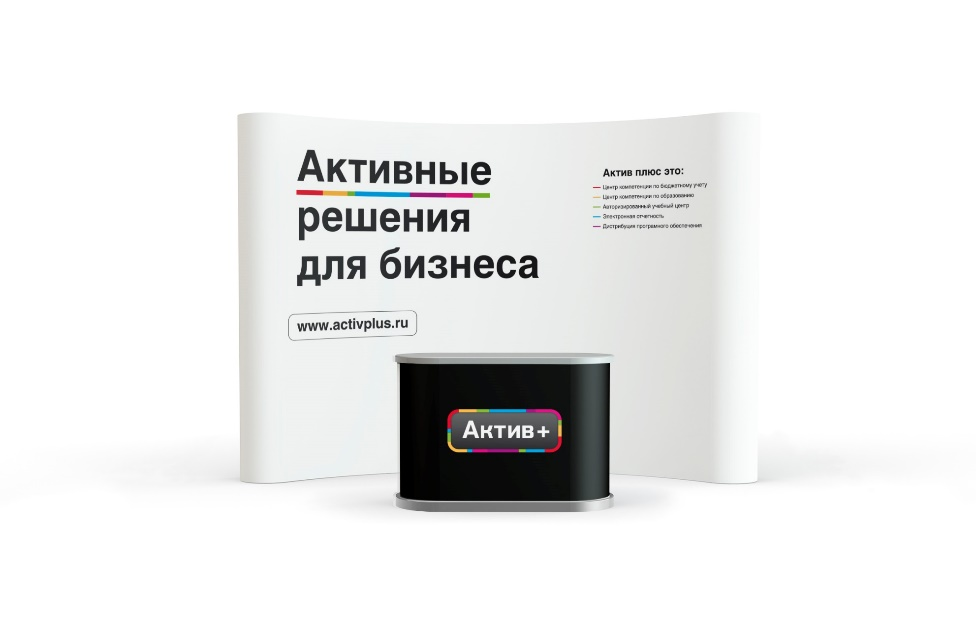 Активные
решения
для бизнеса
www.activplus.ru
Актив плюс это:
Центр компетенции по бюджетному учету
Центр компетенции по образованию
Авторизированный учебный центр
Электронная отчетность
Дистрибуция програмного обеспечения
Актив+